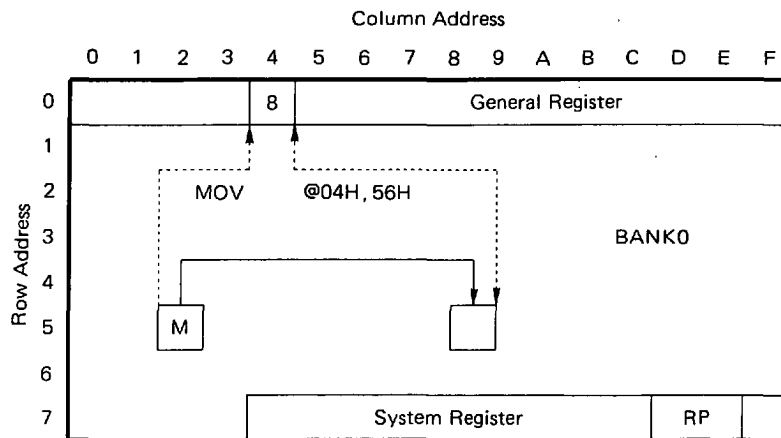 Column Address
0 1 2 3 4 5 6 7 8 9 A B C D E F
0 8 General Register
1
2 MOV @04H, 56H
3 BANK0
4
5 M
6
7 System Register RP
Row Address